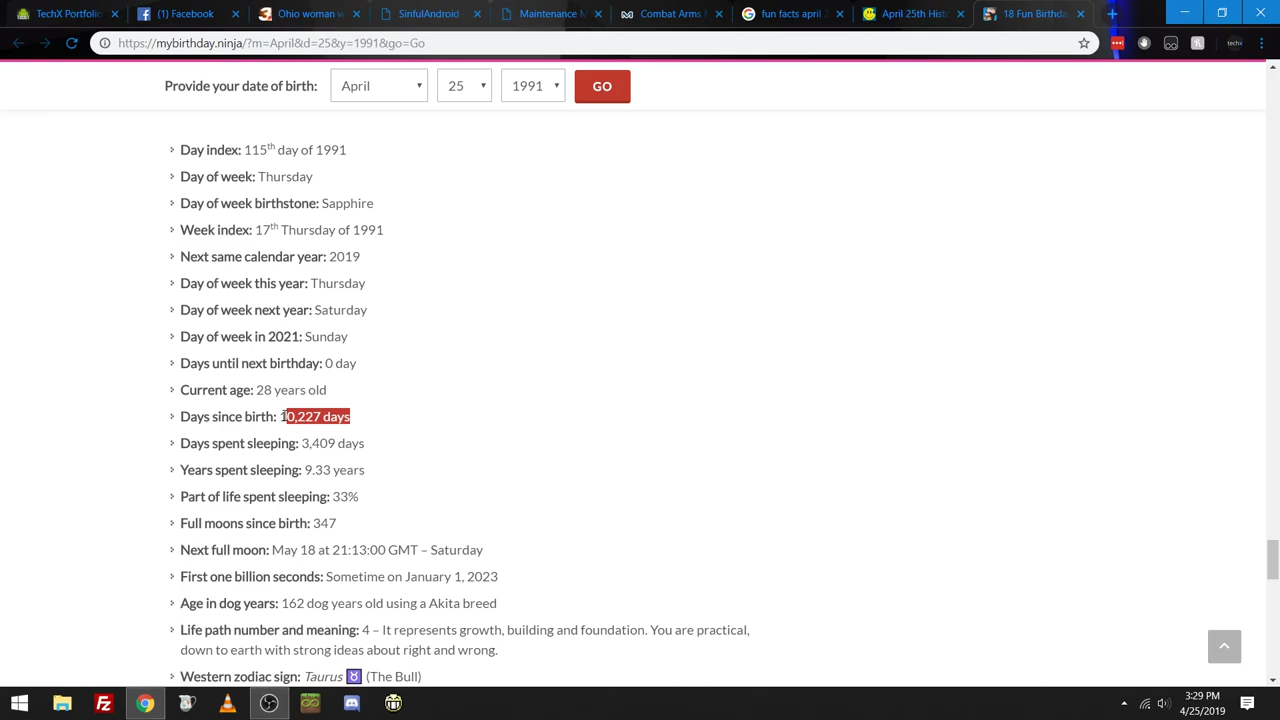 TechX Portfolio
(1) Facebook
Ohio woman w
SinfulAndroid -
Maintenance M
Combat Arms
fun facts april 2
April 25th Hist
18 Fun Birthda
https://mybirthday.ninja/?m=April&d=25&y=1991&go=Go
techx
Provide your date of birth: April 25 1991 GO
Day index: 115th day of 1991
Day of week: Thursday
Day of week birthstone: Sapphire
Week index: 17th Thursday of 1991
Next same calendar year: 2019
Day of week this year: Thursday
Day of week next year: Saturday
Day of week in 2021: Sunday
Days until next birthday: 0 day
Current age: 28 years old
Days since birth: 10,227 days
Days spent sleeping: 3,409 days
Years spent sleeping: 9.33 years
Part of life spent sleeping: 33%
Full moons since birth: 347
Next full moon: May 18 at 21:13:00 GMT – Saturday
First one billion seconds: Sometime on January 1, 2023
Age in dog years: 162 dog years old using a Akita breed
Life path number and meaning: 4 – It represents growth, building and foundation. You are practical,
down to earth with strong ideas about right and wrong.
Western zodiac sign: Taurus ♉ (The Bull)
3:29 PM
4/25/2019